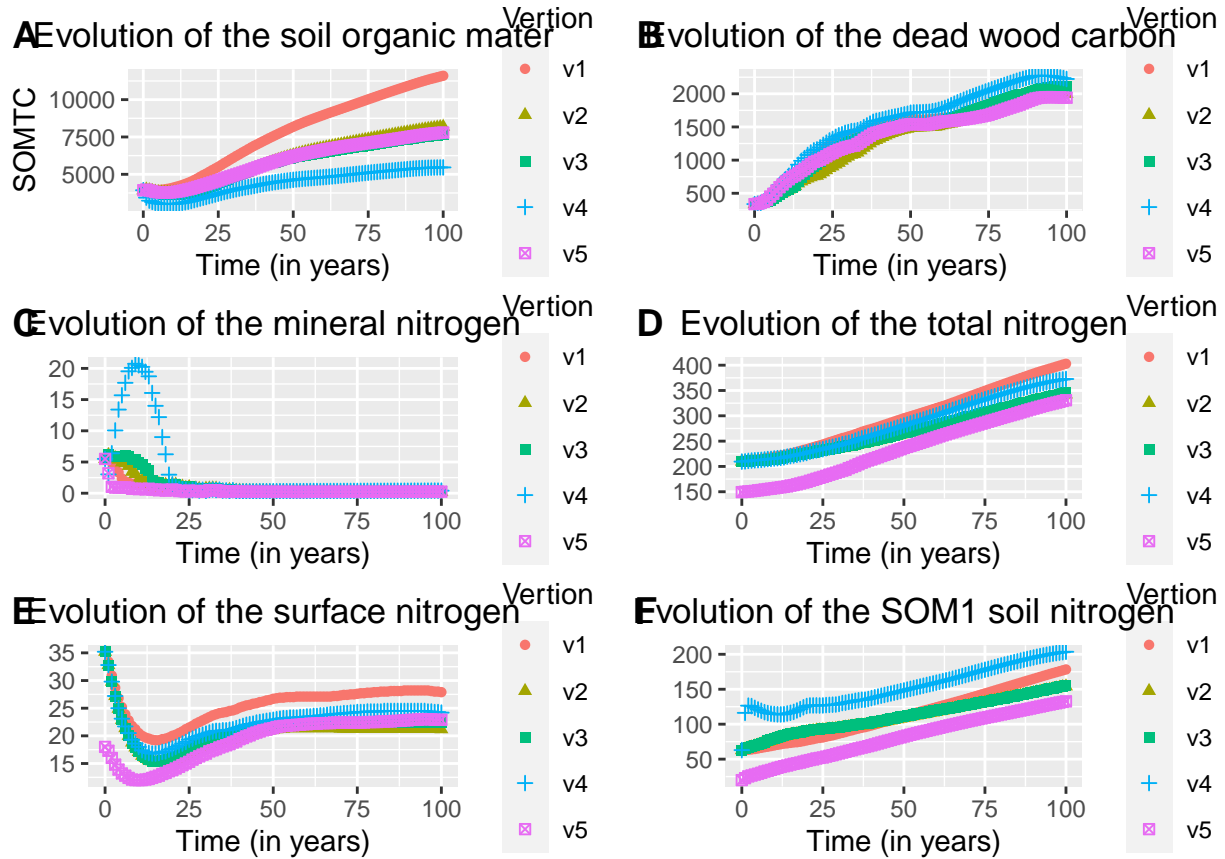 A Evolution of the soil organic mater
SOMTC
10000
7500
5000
0 25 50 75 100
Time (in years)
Vertion
v1
v2
v3
v4
v5
B Evolution of the dead wood carbon
2000
1500
1000
500
0 25 50 75 100
Time (in years)
Vertion
v1
v2
v3
v4
v5
C Evolution of the mineral nitrogen
20
15
10
5
0
0 25 50 75 100
Time (in years)
Vertion
v1
v2
v3
v4
v5
D Evolution of the total nitrogen
400
350
300
250
200
150
0 25 50 75 100
Time (in years)
Vertion
v1
v2
v3
v4
v5
E Evolution of the surface nitrogen
35
30
25
20
15
0 25 50 75 100
Time (in years)
Vertion
v1
v2
v3
v4
v5
F Evolution of the SOM1 soil nitrogen
200
150
100
50
0 25 50 75 100
Time (in years)
Vertion
v1
v2
v3
v4
v5